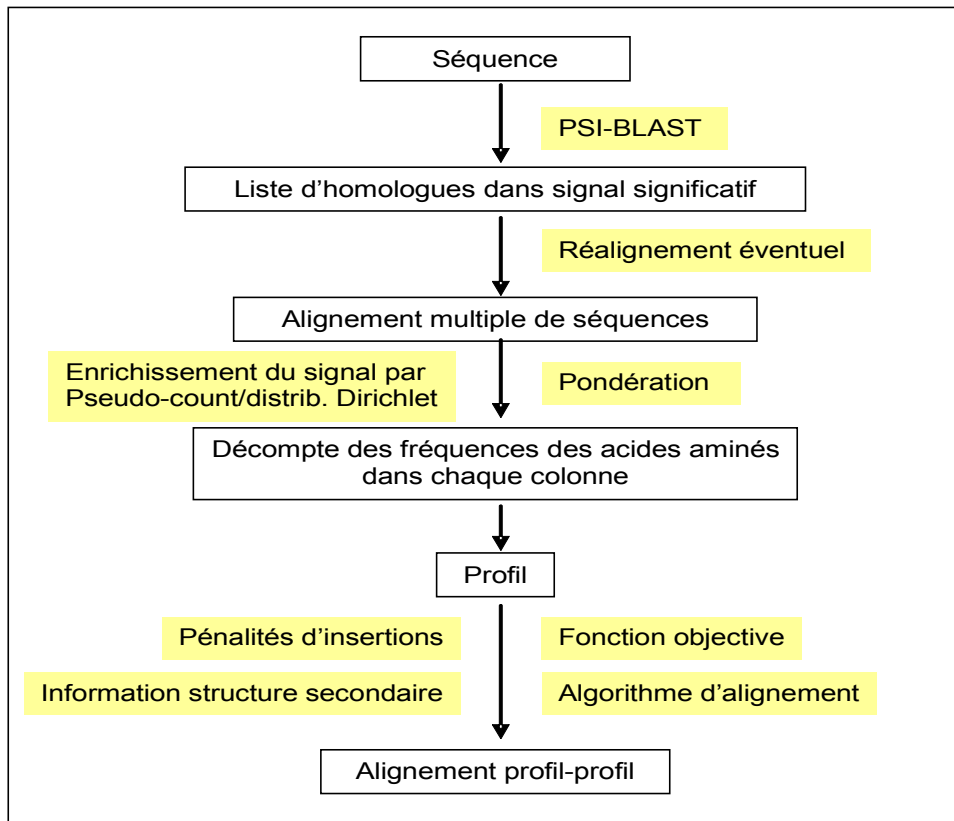 Séquence
PSI-BLAST
Liste d'homologues dans signal significatif
Réalignement éventuel
Alignement multiple de séquences
Enrichissement du signal par
Pseudo-count/distrib. Dirichlet
Pondération
Décompte des fréquences des acides aminés
dans chaque colonne
Profil
Pénalités d'insertions
Fonction objective
Information structure secondaire
Algorithme d'alignement
Alignement profil-profil